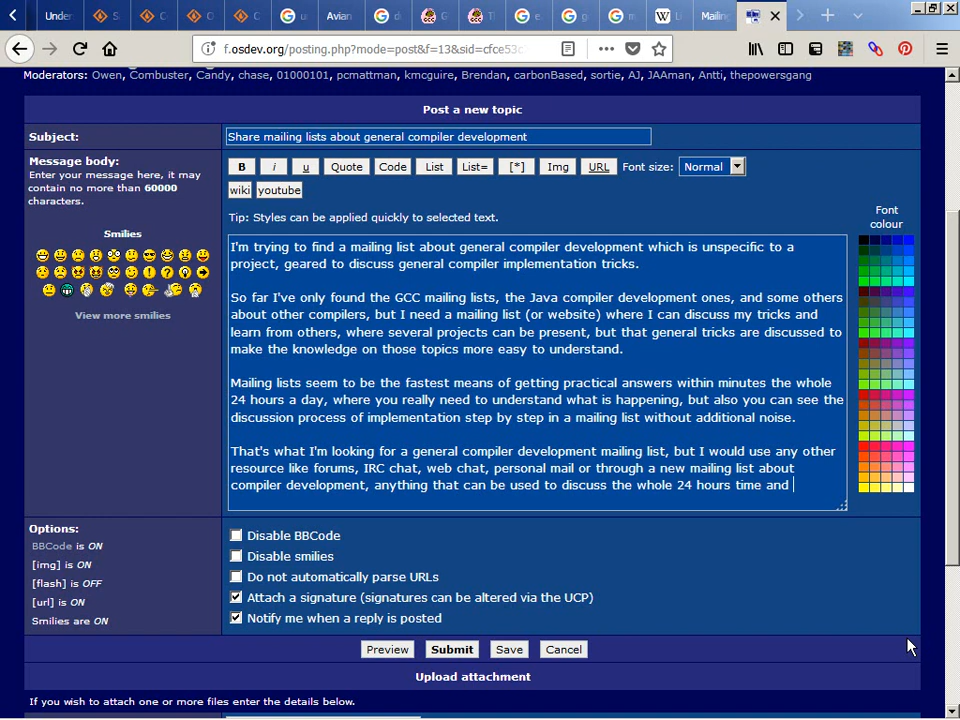 Under
S
C
O
C
u
Avian
d
GCC
Th
e
g
m
W
L
Mailing
f.osdev.org/posting.php?mode=post&f=13&sid=cfce53c
Moderators: Owen, Combuster, Candy, chase, 01000101, pcmattman, kmcguire, Brendan, carbonBased, sortie, AJ, JAAman, Antti, thepowersgang
Post a new topic
Subject:
Share mailing lists about general compiler development
Message body:
Enter your message here, it may
contain no more than 60000
characters.
B i u Quote Code List List= [*] Img URL Font size: Normal
wiki youtube
Tip: Styles can be applied quickly to selected text.
Font
colour
Smilies
View more smilies
I'm trying to find a mailing list about general compiler development which is unspecific to a
project, geared to discuss general compiler implementation tricks.
So far I've only found the GCC mailing lists, the Java compiler development ones, and some others
about other compilers, but I need a mailing list (or website) where I can discuss my tricks and
learn from others, where several projects can be present, but that general tricks are discussed to
make the knowledge on those topics more easy to understand.
Mailing lists seem to be the fastest means of getting practical answers within minutes the whole
24 hours a day, where you really need to understand what is happening, but also you can see the
discussion process of implementation step by step in a mailing list without additional noise.
That's what I'm looking for a general compiler development mailing list, but I would use any other
resource like forums, IRC chat, web chat, personal mail or through a new mailing list about
compiler development, anything that can be used to discuss the whole 24 hours time and
Options:
BBCode is ON
[img] is ON
[flash] is OFF
[url] is ON
Smilies are ON
Disable BBCode
Disable smilies
Do not automatically parse URLs
Attach a signature (signatures can be altered via the UCP)
Notify me when a reply is posted
Preview Submit Save Cancel
Upload attachment
If you wish to attach one or more files enter the details below.